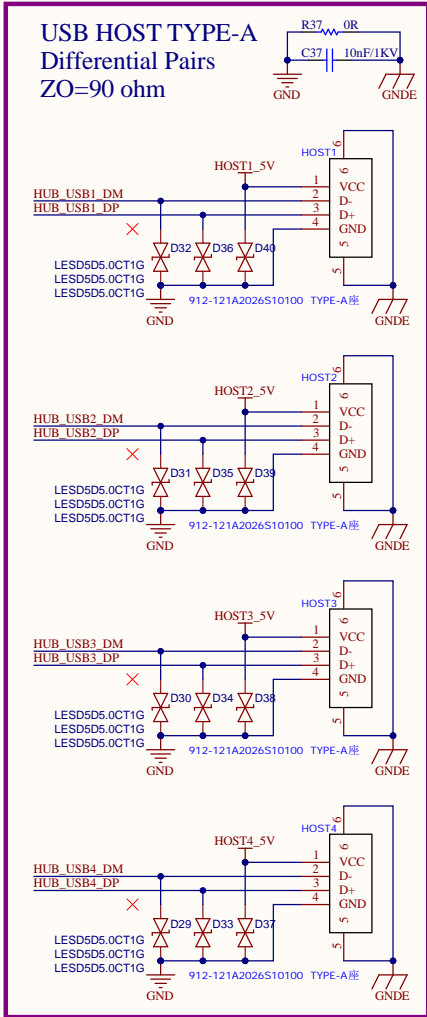 USB HOST TYPE-A
Differential Pairs
ZO=90 ohm
R37 0R
C37 10nF/1KV
GND GNDE
HOST1 6
HOST1_5V
1 VCC 6
HUB_USB1_DM 2 D-
HUB_USB1_DP 3 D+
4 GND
D32 D36 D40 5 5
LESD5D5.0CT1G
LESD5D5.0CT1G
LESD5D5.0CT1G
912-121A2026S10100 TYPE-A座
GND GNDE
HOST2 6
HOST2_5V
1 VCC 6
HUB_USB2_DM 2 D-
HUB_USB2_DP 3 D+
4 GND
D31 D35 D39 5 5
LESD5D5.0CT1G
LESD5D5.0CT1G
LESD5D5.0CT1G
912-121A2026S10100 TYPE-A座
GND GNDE
HOST3 6
HOST3_5V
1 VCC 6
HUB_USB3_DM 2 D-
HUB_USB3_DP 3 D+
4 GND
D30 D34 D38 5 5
LESD5D5.0CT1G
LESD5D5.0CT1G
LESD5D5.0CT1G
912-121A2026S10100 TYPE-A座
GND GNDE
HOST4 6
HOST4_5V
1 VCC 6
HUB_USB4_DM 2 D-
HUB_USB4_DP 3 D+
4 GND
D29 D33 D37 5 5
LESD5D5.0CT1G
LESD5D5.0CT1G
LESD5D5.0CT1G
912-121A2026S10100 TYPE-A座
GND GNDE